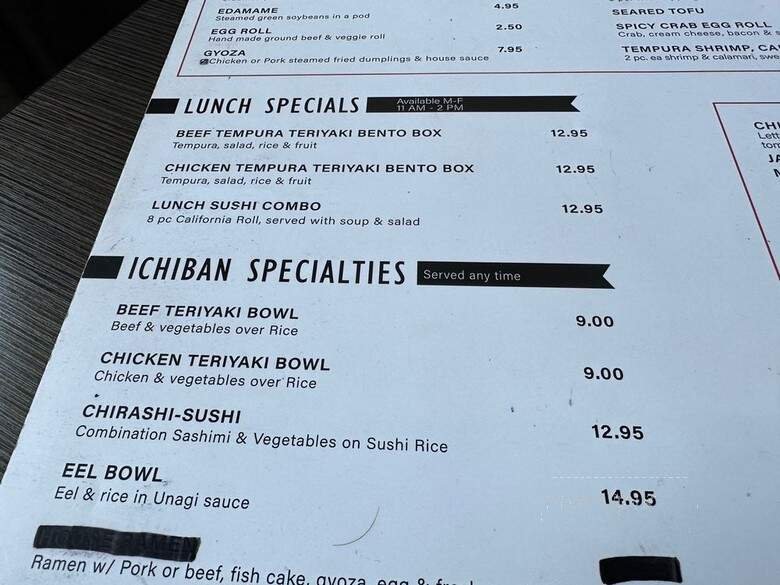 EDAMAME 4.95
Steamed green soybeans in a pod
EGG ROLL 2.50
Hand made ground beef & veggie roll
GYOZA 7.95
Chicken or Pork steamed fried dumplings & house sauce
SEARED TOFU
SPICY CRAB EGG ROLL
Crab, cream cheese, bacon &
TEMPURA SHRIMP,
2 pc. ea shrimp & calamari,
LUNCH SPECIALS Available M-F
11 AM - 2 PM
BEEF TEMPURA TERIYAKI BENTO BOX 12.95
Tempura, salad, rice & fruit
CHICKEN TEMPURA TERIYAKI BENTO BOX 12.95
Tempura, salad, rice & fruit
LUNCH SUSHI COMBO 12.95
8 pc California Roll, served with soup & salad
ICHIBAN SPECIALTIES Served any time
BEEF TERIYAKI BOWL 9.00
Beef & vegetables over Rice
CHICKEN TERIYAKI BOWL 9.00
Chicken & vegetables over Rice
CHIRASHI-SUSHI 12.95
Combination Sashimi & Vegetables on Sushi Rice
EEL BOWL 14.95
Eel & rice in Unagi sauce
HOUSE RAMEN
Ramen w/ Pork or beef, fish cake, gyoza, egg &